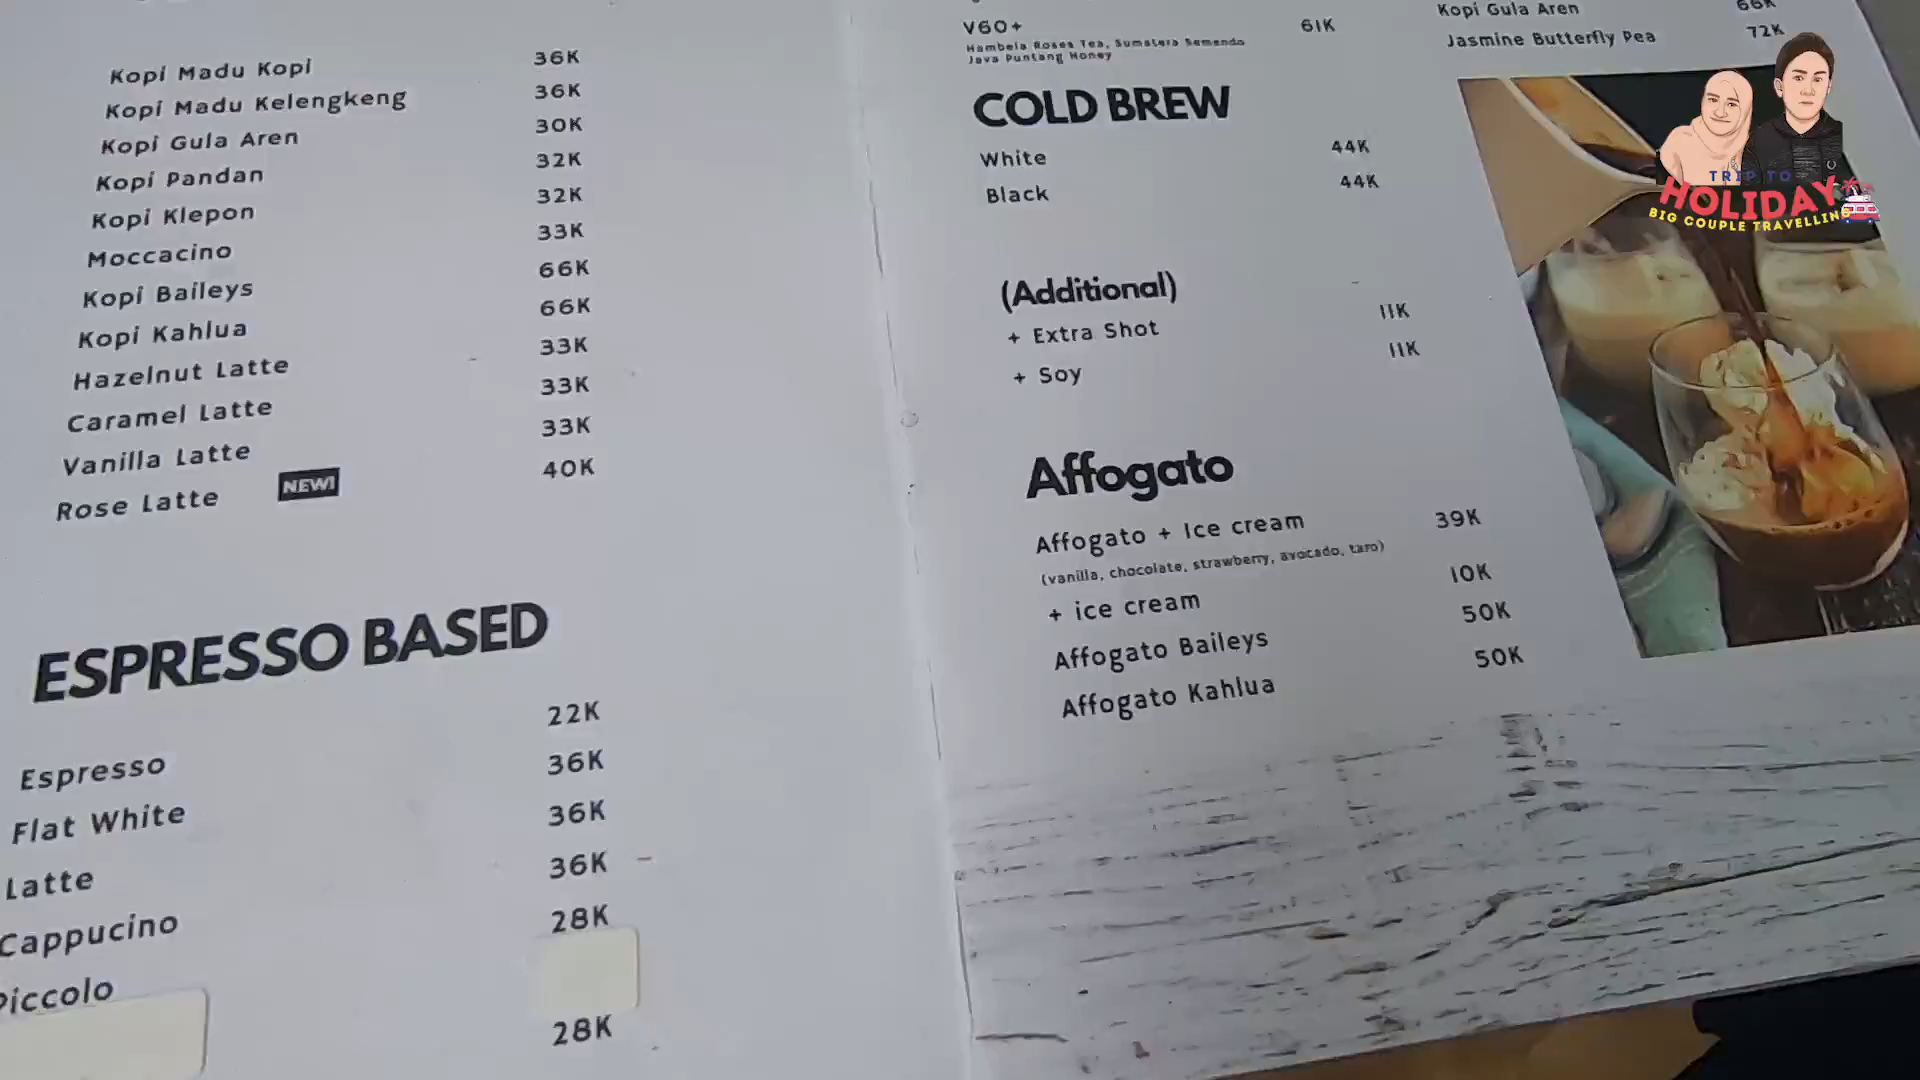 Kopi Madu Kopi 36K
Kopi Madu Kelengkeng 36K
Kopi Gula Aren 30K
Kopi Pandan 32K
Kopi Klepon 32K
Moccacino 33K
Kopi Baileys 66K
Kopi Kahlua 66K
Hazelnut Latte 33K
Caramel Latte 33K
Vanilla Latte 33K
Rose Latte NEW! 40K
ESPRESSO BASED
Espresso 22K
Flat White 36K
Latte 36K
Cappucino 36K
Piccolo 28K
28K
V60+ 61K
Hambela Roses Tea, Sumatera Semendo
Java Puntang Honey
COLD BREW
White 44K
Black 44K
(Additional)
+ Extra Shot 11K
+ Soy 11K
Affogato
Affogato + Ice cream 39K
(vanilla, chocolate, strawberry, avocado, taro)
+ ice cream 10K
Affogato Baileys 50K
Affogato Kahlua 50K
Kopi Gula Aren 66K
Jasmine Butterfly Pea 72K
TRIP TO
HOLIDAY
BIG COUPLE TRAVELLING